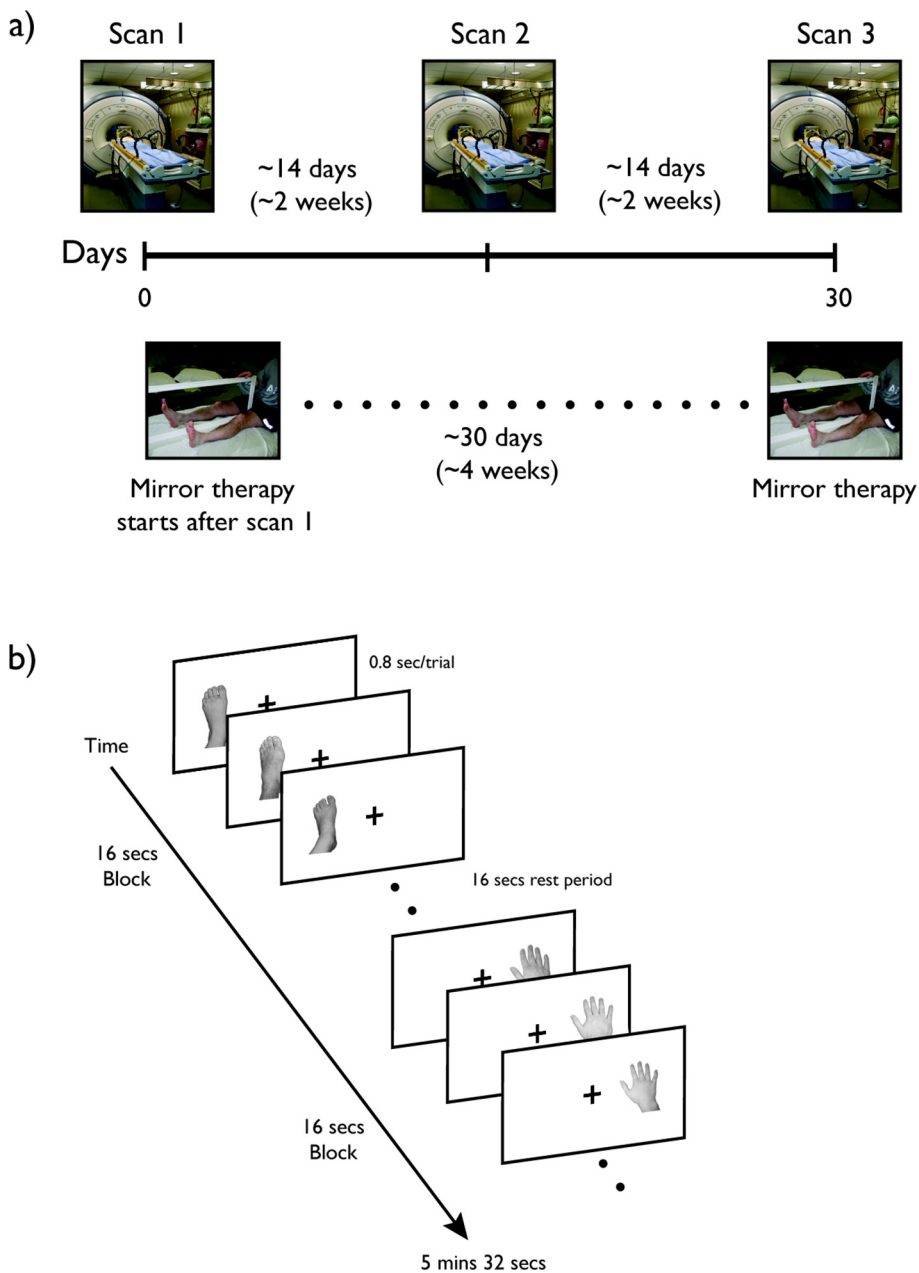 a)
Scan 1
Scan 2
Scan 3
~14 days
(~2 weeks)
~14 days
(~2 weeks)
Days
0
30
~30 days
(~4 weeks)
Mirror therapy
starts after scan 1
Mirror therapy
b)
0.8 sec/trial
Time
16 secs
Block
16 secs rest period
16 secs
Block
5 mins 32 secs